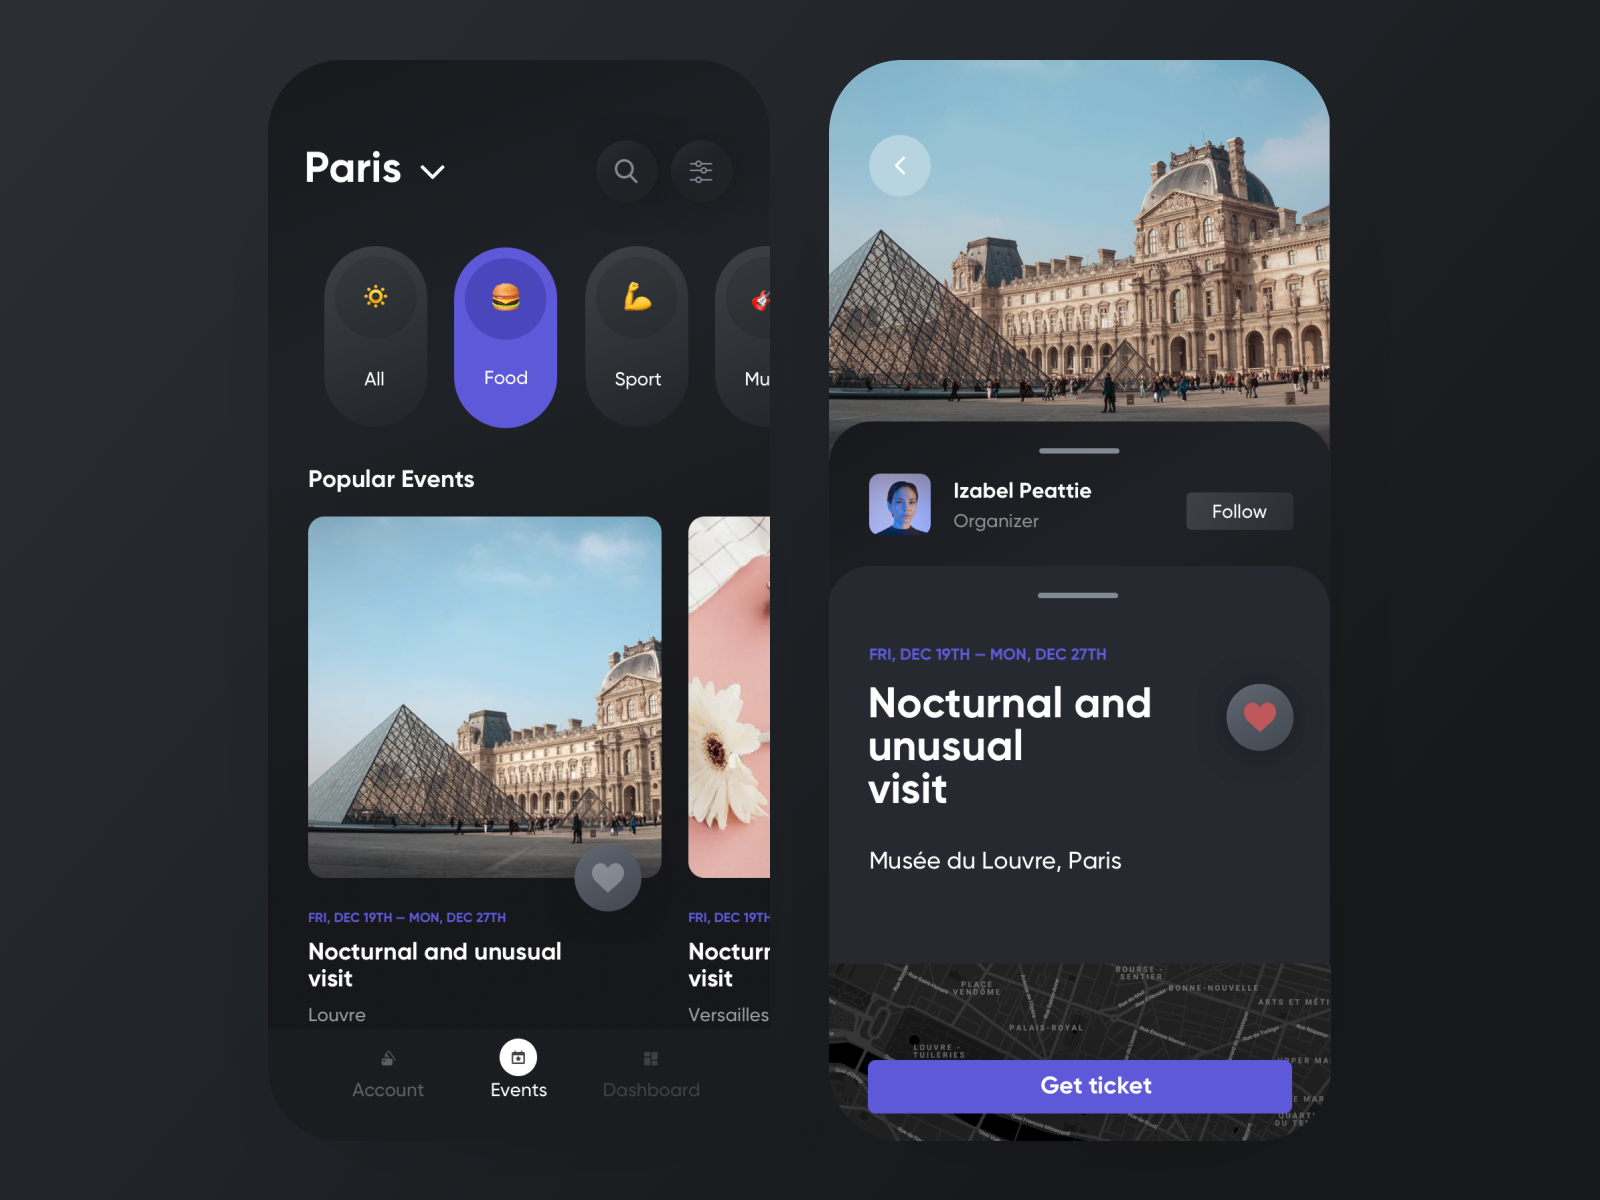 Paris
All
Food
Sport
Mu
Popular Events
FRI, DEC 19TH — MON, DEC 27TH
Nocturnal and unusual
visit
Louvre
FRI, DEC 19TH
Nocturr
visit
Versailles
Account
Events
Dashboard
Izabel Peattie
Organizer
Follow
FRI, DEC 19TH — MON, DEC 27TH
Nocturnal and
unusual
visit
Musée du Louvre, Paris
BOURSE -
SENTIER
PLACE
VENDÔME
BONNE-NOUVELLE
ARTS ET MÉTI
PALAIS-ROYAL
LOUVRE -
TUILERIES
UPPER MA
Get ticket
E MAR
QUART
DU TE